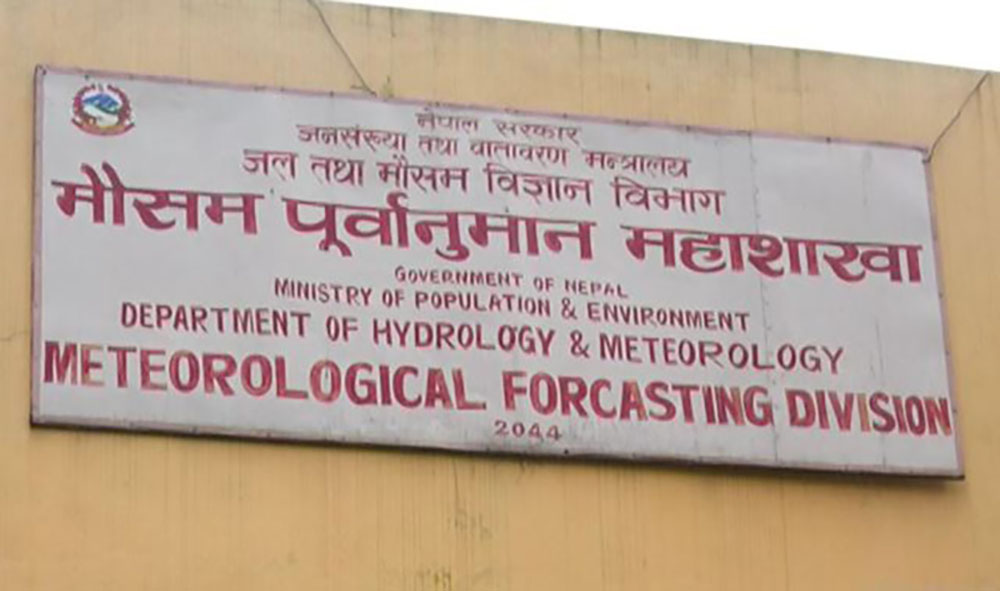 नेपाल सरकार
जनसंख्या तथा वातावरण मन्त्रालय
जल तथा मौसम विज्ञान विभाग
मौसम पूर्वानुमान महाशाखा
GOVERNMENT OF NEPAL
MINISTRY OF POPULATION & ENVIRONMENT
DEPARTMENT OF HYDROLOGY & METEOROLOGY
METEOROLOGICAL FORCASTING DIVISION
2044